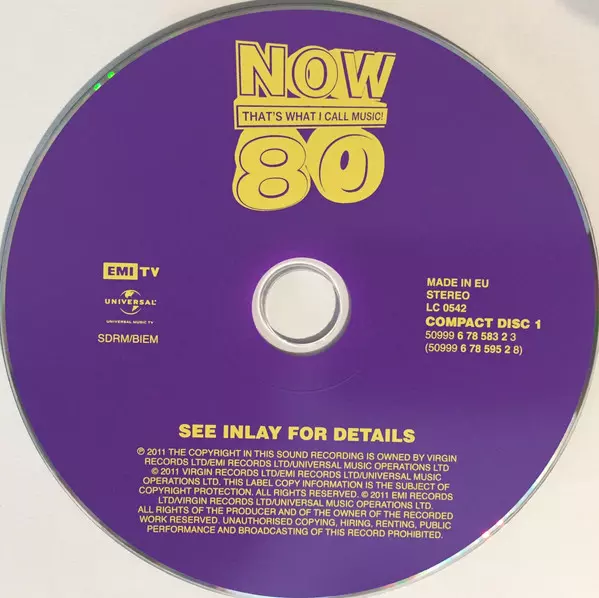 NOW
THAT'S WHAT I CALL MUSIC!
80
EMI TV
UNIVERSAL
UNIVERSAL MUSIC TV
SDRM/BIEM
MADE IN EU
STEREO
LC 0542
COMPACT DISC 1
50999 6 78 583 2 3
(50999 6 78 595 2 8)
SEE INLAY FOR DETAILS
℗ 2011 THE COPYRIGHT IN THIS SOUND RECORDING IS OWNED BY VIRGIN
RECORDS LTD/EMI RECORDS LTD/UNIVERSAL MUSIC OPERATIONS LTD
© 2011 VIRGIN RECORDS LTD/EMI RECORDS LTD/UNIVERSAL MUSIC
OPERATIONS LTD. THIS LABEL COPY INFORMATION IS THE SUBJECT OF
COPYRIGHT PROTECTION. ALL RIGHTS RESERVED. © 2011 EMI RECORDS
LTD/VIRGIN RECORDS LTD/UNIVERSAL MUSIC OPERATIONS LTD.
ALL RIGHTS OF THE PRODUCER AND OF THE OWNER OF THE RECORDED
WORK RESERVED. UNAUTHORISED COPYING, HIRING, RENTING, PUBLIC
PERFORMANCE AND BROADCASTING OF THIS RECORD PROHIBITED.